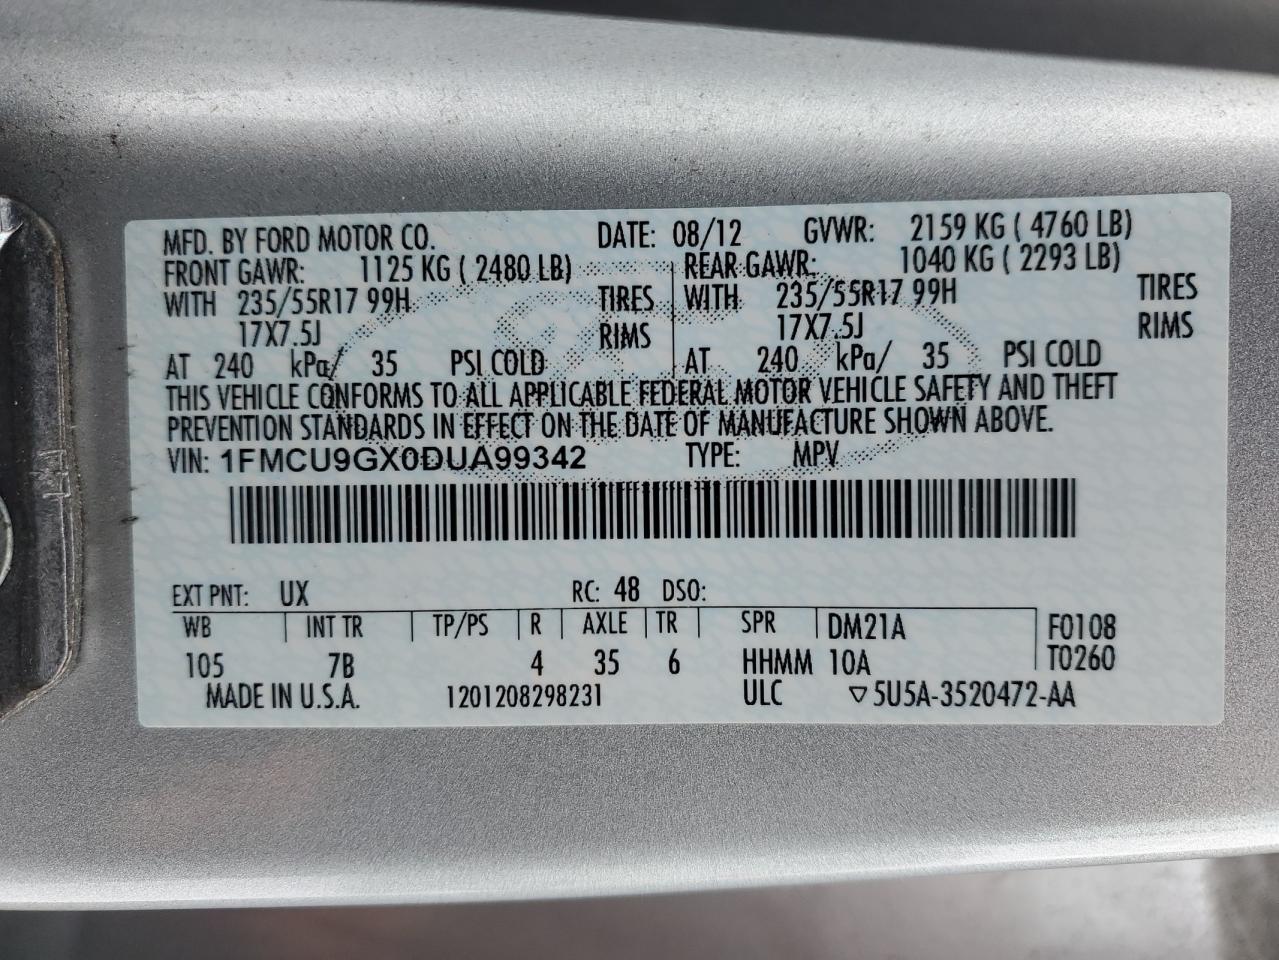 MFD. BY FORD MOTOR CO. DATE: 08/12 GVWR: 2159 KG ( 4760 LB)
FRONT GAWR: 1125 KG ( 2480 LB) REAR GAWR: 1040 KG ( 2293 LB)
WITH 235/55R17 99H TIRES WITH 235/55R17 99H TIRES
17X7.5J RIMS 17X7.5J RIMS
AT 240 kPa/ 35 PSI COLD AT 240 kPa/ 35 PSI COLD
THIS VEHICLE CONFORMS TO ALL APPLICABLE FEDERAL MOTOR VEHICLE SAFETY AND THEFT
PREVENTION STANDARDS IN EFFECT ON THE DATE OF MANUFACTURE SHOWN ABOVE.
VIN: 1FMCU9GX0DUA99342 TYPE: MPV
EXT PNT: UX RC: 48 DSO:
WB INT TR TP/PS R AXLE TR SPR DM21A F0108
105 7B 4 35 6 HHMM 10A T0260
MADE IN U.S.A. 1201208298231 ULC ▽5U5A-3520472-AA